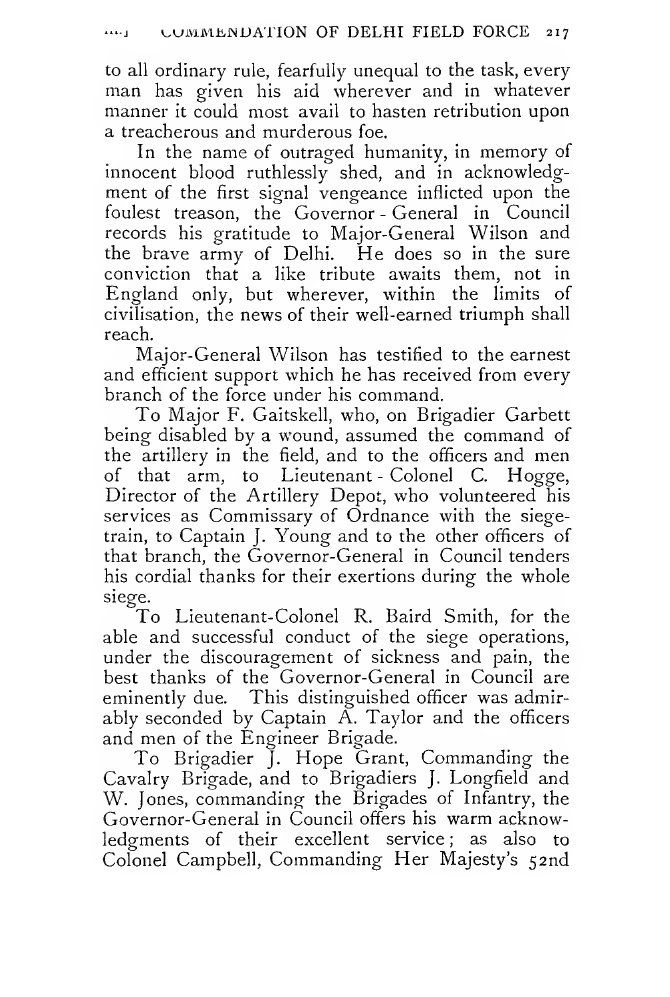 COMMENDATION OF DELHI FIELD FORCE 217
to all ordinary rule, fearfully unequal to the task, every
man has given his aid wherever and in whatever
manner it could most avail to hasten retribution upon
a treacherous and murderous foe.
In the name of outraged humanity, in memory of
innocent blood ruthlessly shed, and in acknowledg-
ment of the first signal vengeance inflicted upon the
foulest treason, the Governor-General in Council
records his gratitude to Major-General Wilson and
the brave army of Delhi. He does so in the sure
conviction that a like tribute awaits them, not in
England only, but wherever, within the limits of
civilisation, the news of their well-earned triumph shall
reach.
Major-General Wilson has testified to the earnest
and efficient support which he has received from every
branch of the force under his command.
To Major F. Gaitskell, who, on Brigadier Garbett
being disabled by a wound, assumed the command of
the artillery in the field, and to the officers and men
of that arm, to Lieutenant-Colonel C. Hogge,
Director of the Artillery Depot, who volunteered his
services as Commissary of Ordnance with the siege-
train, to Captain J. Young and to the other officers of
that branch, the Governor-General in Council tenders
his cordial thanks for their exertions during the whole
siege.
To Lieutenant-Colonel R. Baird Smith, for the
able and successful conduct of the siege operations,
under the discouragement of sickness and pain, the
best thanks of the Governor-General in Council are
eminently due. This distinguished officer was admir-
ably seconded by Captain A. Taylor and the officers
and men of the Engineer Brigade.
To Brigadier J. Hope Grant, Commanding the
Cavalry Brigade, and to Brigadiers J. Longfield and
W. Jones, commanding the Brigades of Infantry, the
Governor-General in Council offers his warm acknow-
ledgments of their excellent service; as also to
Colonel Campbell, Commanding Her Majesty's 52nd